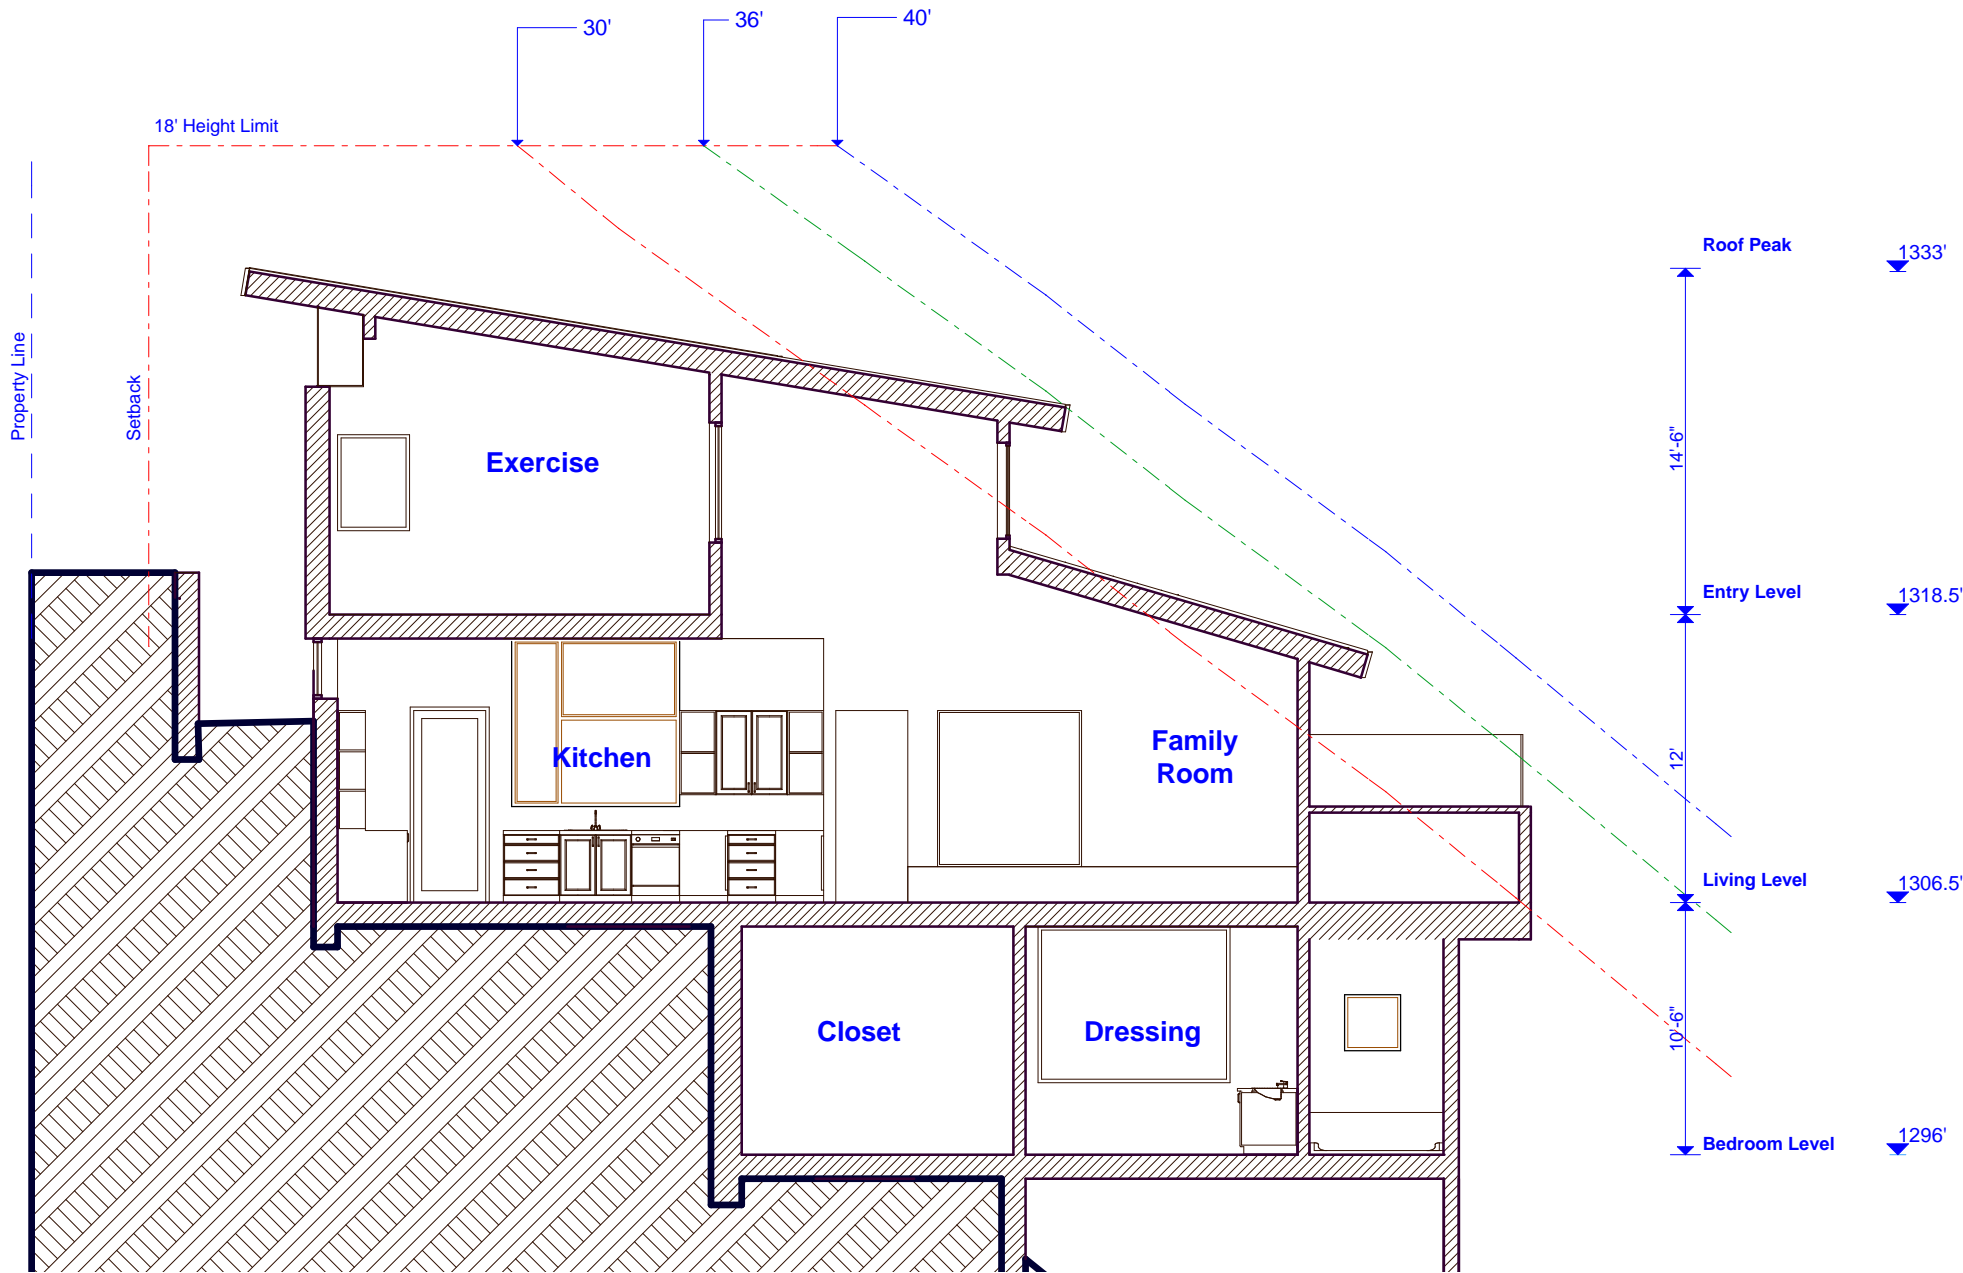 30'
36'
40'
18' Height Limit
Property Line
Setback
Roof Peak
1333'
14'-6"
Exercise
Entry Level
1318.5'
Kitchen
Family
Room
12'
Living Level
1306.5'
Closet
Dressing
10'-6"
Bedroom Level
1296'